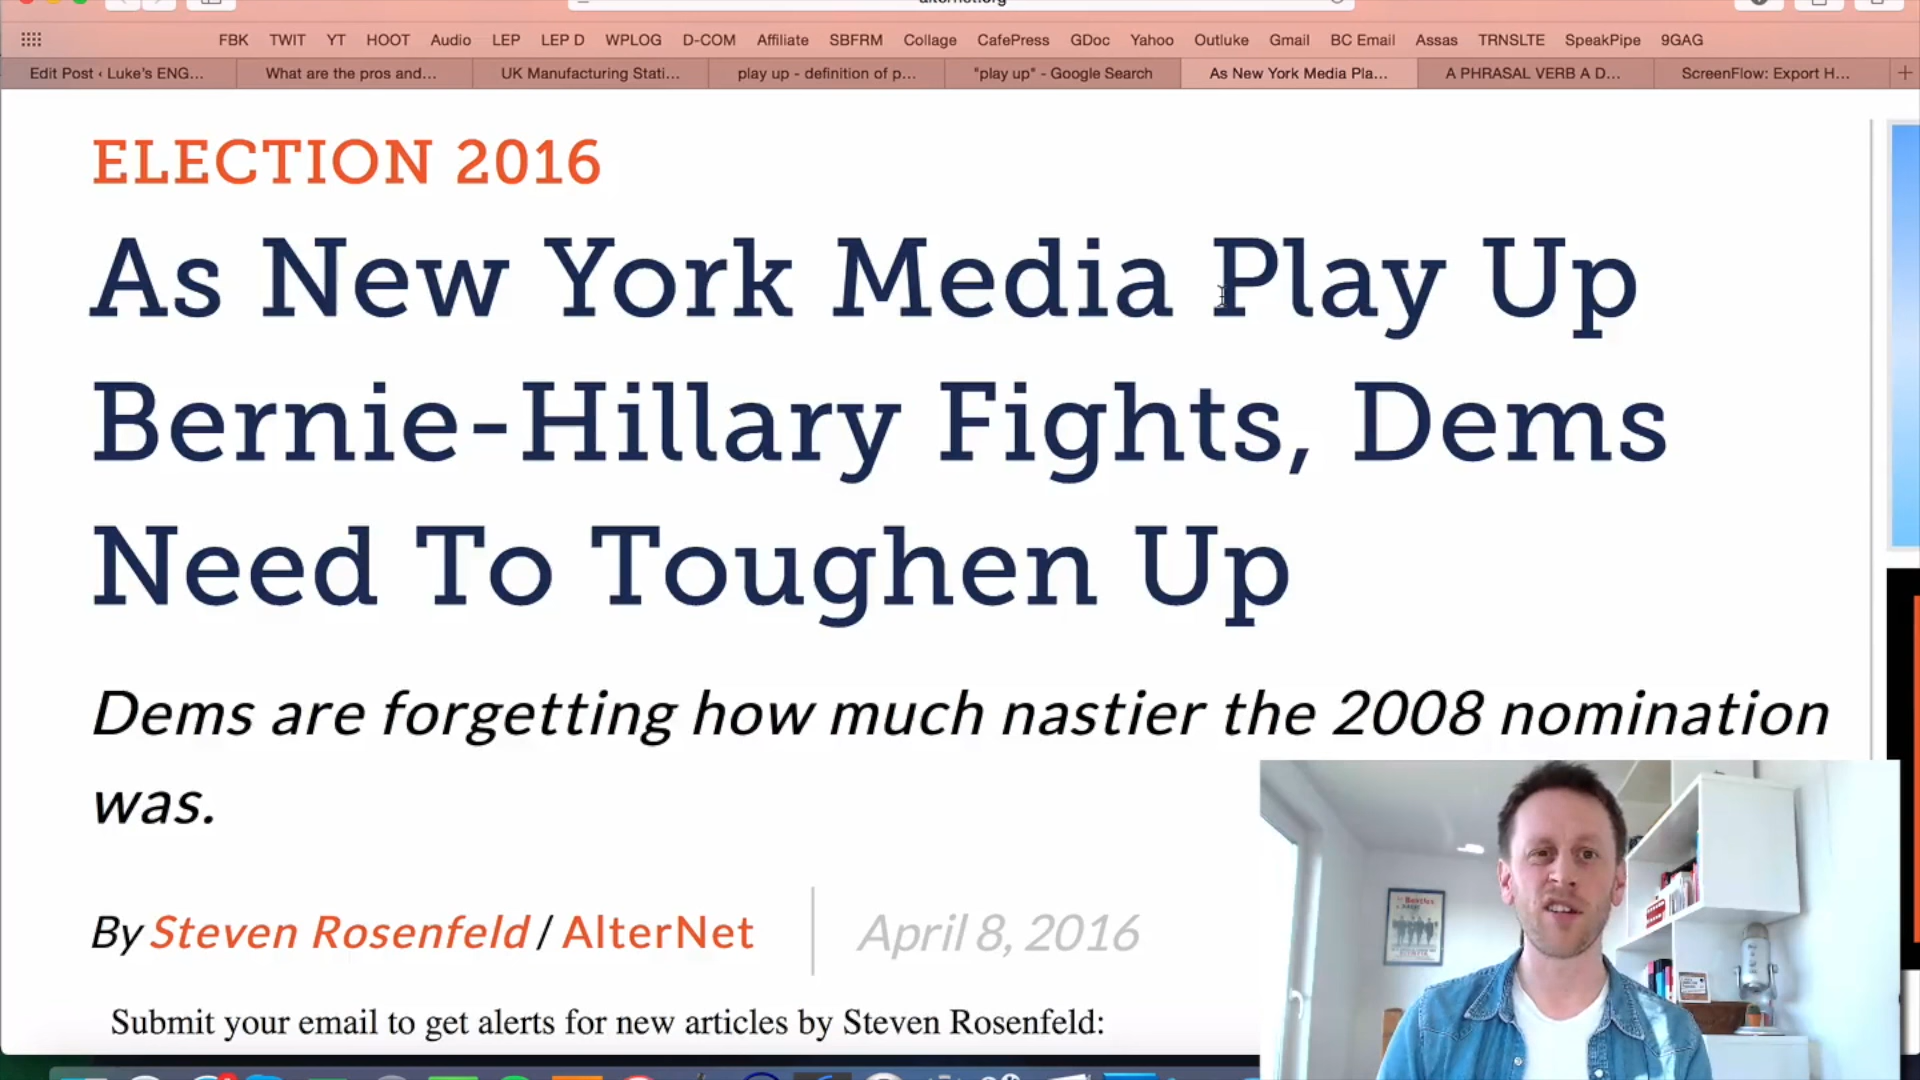 FBK TWIT YT HOOT Audio LEP LEP D WPLOG D-COM Affiliate SBFRM Collage CafePress GDoc Yahoo Outluke Gmail BC Email Assas TRNSLTE SpeakPipe 9GAG
Edit Post ‹ Luke's ENG... What are the pros and... UK Manufacturing Stati... play up - definition of p... "play up" - Google Search As New York Media Pla... A PHRASAL VERB A D... ScreenFlow: Export H...
ELECTION 2016
As New York Media Play Up
Bernie-Hillary Fights, Dems
Need To Toughen Up
Dems are forgetting how much nastier the 2008 nomination
was.
By Steven Rosenfeld / AlterNet April 8, 2016
Submit your email to get alerts for new articles by Steven Rosenfeld:
Beatles